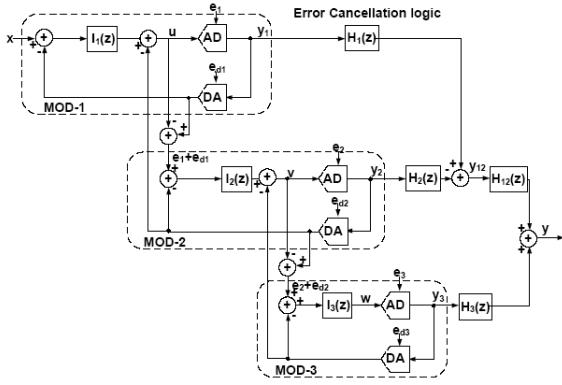 e1
Error Cancellation logic
x
I1(z)
u
AD
y1
H1(z)
ed1
DA
MOD-1
e1+ed1
e2
I2(z)
v
AD
y2
H2(z)
y12
H12(z)
ed2
DA
MOD-2
y
e2+ed2
e3
I3(z)
w
AD
y3
H3(z)
ed3
DA
MOD-3